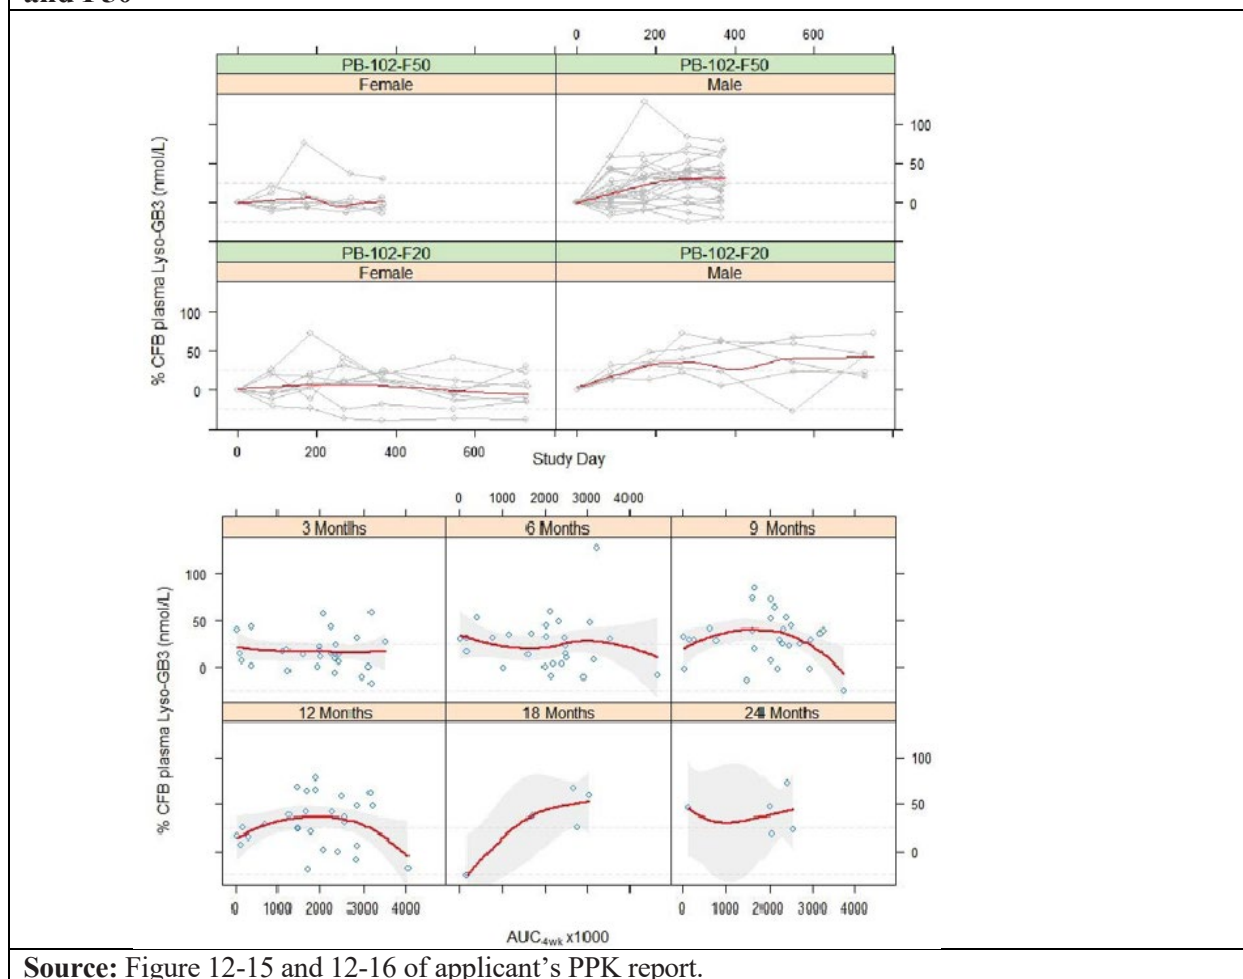 and F50
0 200 400 600
PB-102-F50 PB-102-F50
Female Male
100
50
0
PB-102-F20 PB-102-F20
Female Male
100
50
0
% CFB plasma Lyso-GB3 (nmol/L)
0 200 400 600
Study Day
0 1000 2000 3000 4000
3 Months 6 Months 9 Months
100
50
0
12 Months 18 Months 24 Months
100
50
0
% CFB plasma Lyso-GB3 (nmol/L)
0 1000 2000 3000 4000 0 1000 2000 3000 4000
AUC4wk x1000
Source: Figure 12-15 and 12-16 of applicant's PPK report.